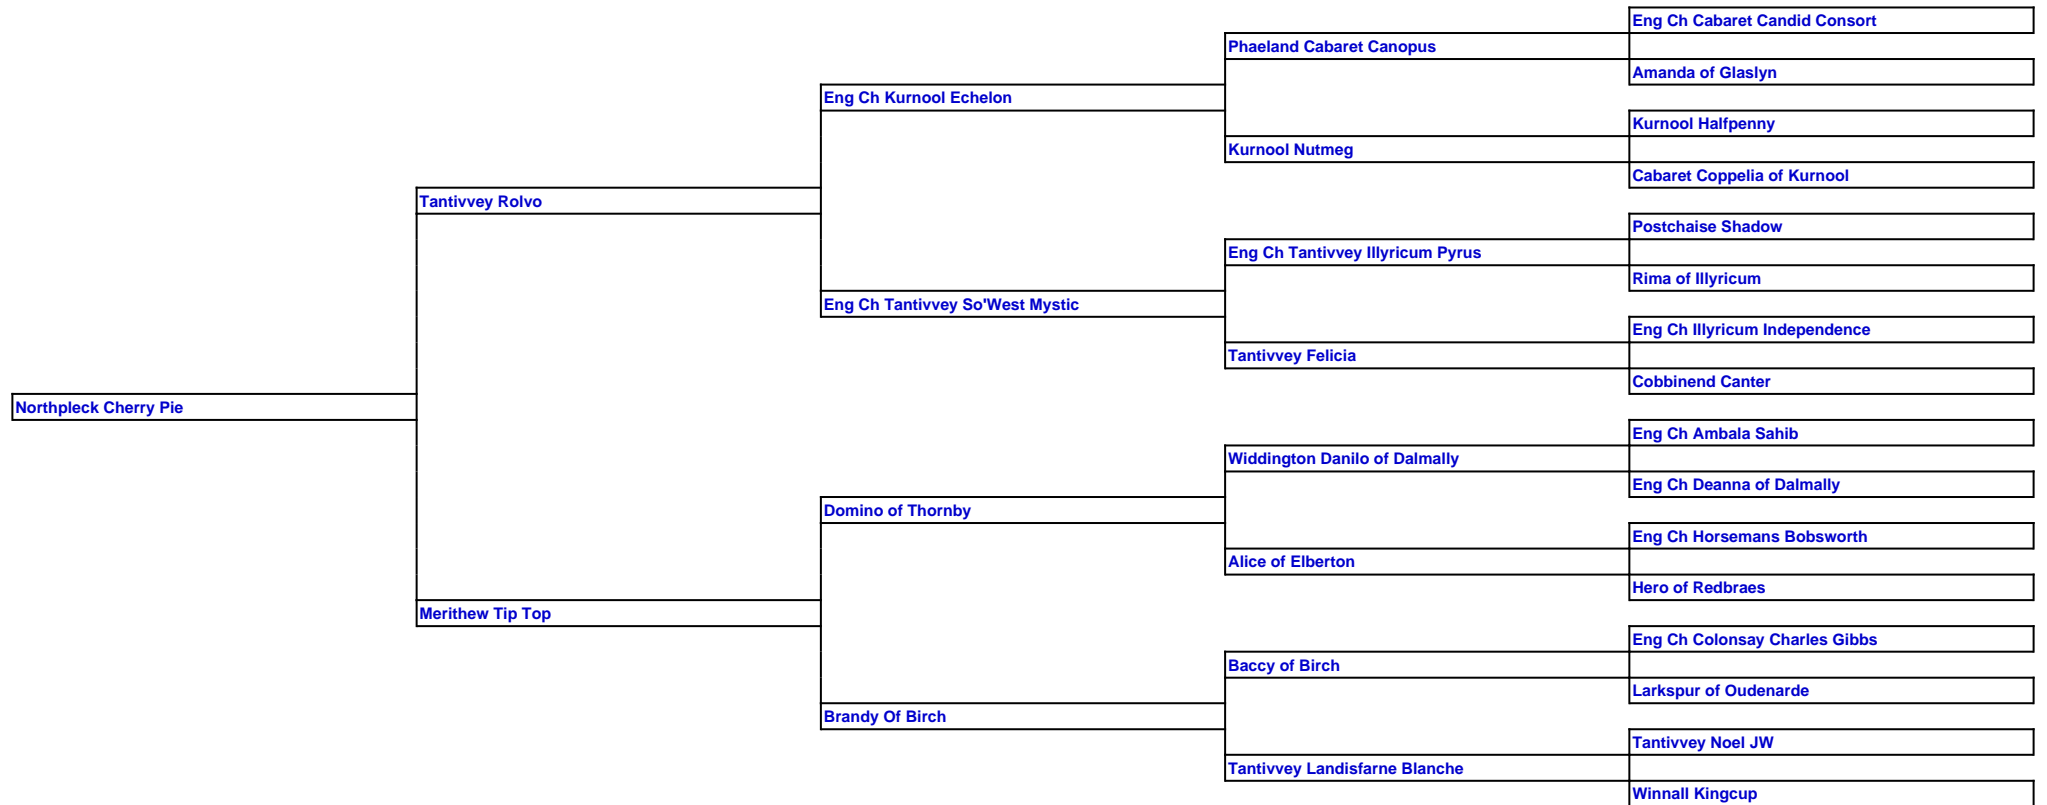 Eng Ch Cabaret Candid Consort
Phaeland Cabaret Canopus
Amanda of Glaslyn
Eng Ch Kurnool Echelon
Kurnool Halfpenny
Kurnool Nutmeg
Cabaret Coppelia of Kurnool
Tantivvey Rolvo
Postchaise Shadow
Eng Ch Tantivvey Illyricum Pyrus
Rima of Illyricum
Eng Ch Tantivvey So'West Mystic
Eng Ch Illyricum Independence
Tantivvey Felicia
Cobbinend Canter
Northpleck Cherry Pie
Eng Ch Ambala Sahib
Widdington Danilo of Dalmally
Eng Ch Deanna of Dalmally
Domino of Thornby
Eng Ch Horsemans Bobsworth
Alice of Elberton
Hero of Redbraes
Merithew Tip Top
Eng Ch Colonsay Charles Gibbs
Baccy of Birch
Larkspur of Oudenarde
Brandy Of Birch
Tantivvey Noel JW
Tantivvey Landisfarne Blanche
Winnall Kingcup